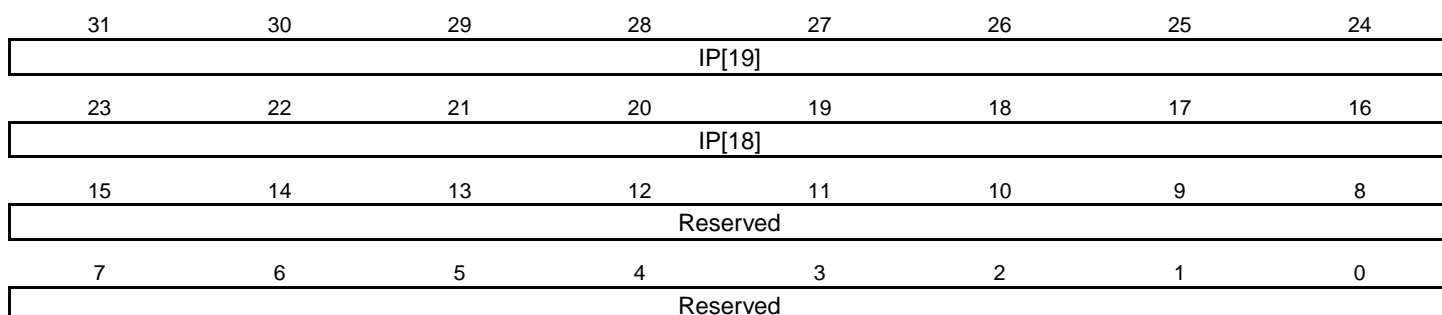 31 30 29 28 27 26 25 24
IP[19]
23 22 21 20 19 18 17 16
IP[18]
15 14 13 12 11 10 9 8
Reserved
7 6 5 4 3 2 1 0
Reserved